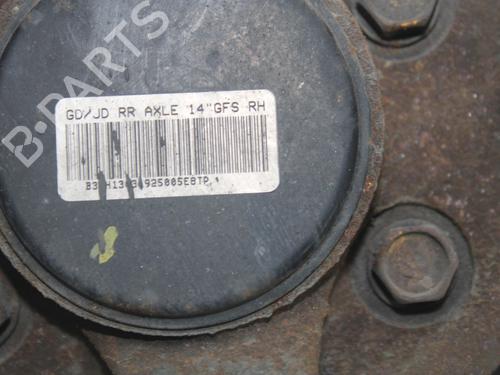 B-PARTS
GD/JD RR AXLE 14"GFS RH